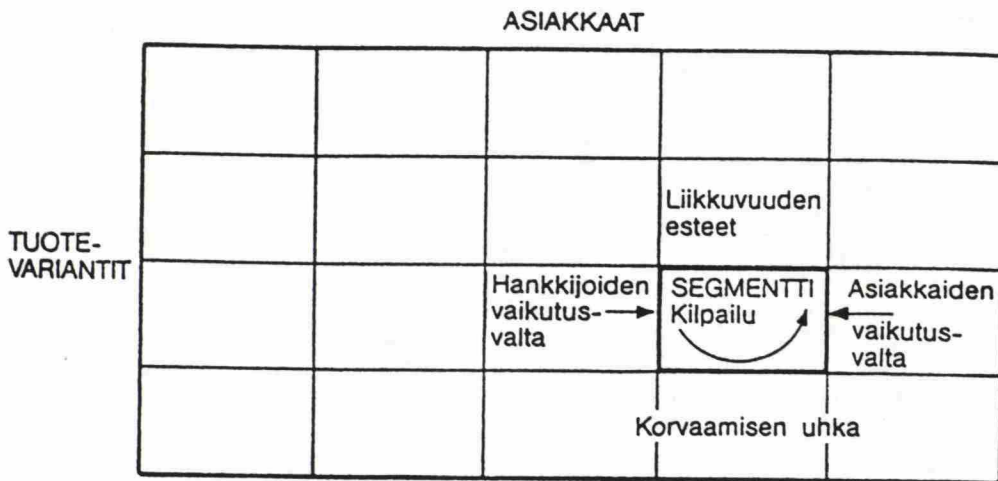 ASIAKKAAT
Liikkuvuuden
esteet
TUOTE-
VARIANTIT
Hankkijoiden
vaikutus-
valta
SEGMENTTI
Kilpailu
Asiakkaiden
vaikutus-
valta
Korvaamisen uhka